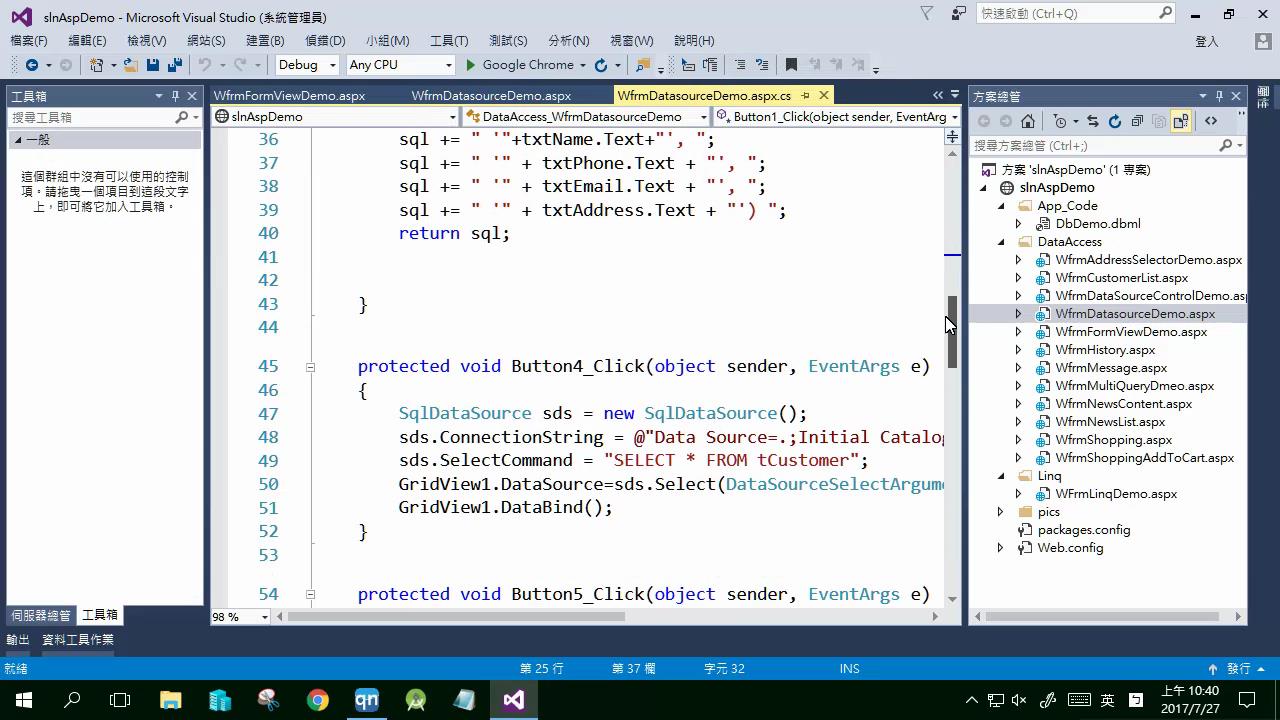 slnAspDemo - Microsoft Visual Studio (系統管理員)
快速啟動 (Ctrl+Q)
檔案(F) 編輯(E) 檢視(V) 網站(S) 建置(B) 偵錯(D) 小組(M) 工具(T) 測試(S) 分析(N) 視窗(W) 說明(H)
登入
Debug Any CPU Google Chrome
工具箱
搜尋工具箱
一般
這個群組中沒有可以使用的控制
項。請拖曳一個項目到這段文字
上，即可將它加入工具箱。
伺服器總管 工具箱
WfrmFormViewDemo.aspx WfrmDatasourceDemo.aspx WfrmDatasourceDemo.aspx.cs
slnAspDemo DataAccess_WfrmDatasourceDemo Button1_Click(object sender, EventArg
36 sql += " '"+txtName.Text+"', ";
37 sql += " '" + txtPhone.Text + "', ";
38 sql += " '" + txtEmail.Text + "', ";
39 sql += " '" + txtAddress.Text + "') ";
40 return sql;
41
42
43 }
44
45 protected void Button4_Click(object sender, EventArgs e)
46 {
47 SqlDataSource sds = new SqlDataSource();
48 sds.ConnectionString = @"Data Source=.;Initial Catalog
49 sds.SelectCommand = "SELECT * FROM tCustomer";
50 GridView1.DataSource=sds.Select(DataSourceSelectArgume
51 GridView1.DataBind();
52 }
53
54 protected void Button5_Click(object sender, EventArgs e)
98 %
方案總管
搜尋方案總管 (Ctrl+;)
方案 'slnAspDemo' (1 專案)
slnAspDemo
App_Code
DbDemo.dbml
DataAccess
WfrmAddressSelectorDemo.aspx
WfrmCustomerList.aspx
WfrmDataSourceControlDemo.asp
WfrmDatasourceDemo.aspx
WfrmFormViewDemo.aspx
WfrmHistory.aspx
WfrmMessage.aspx
WfrmMultiQueryDmeo.aspx
WfrmNewsContent.aspx
WfrmNewsList.aspx
WfrmShopping.aspx
WfrmShoppingAddToCart.aspx
Linq
WFrmLinqDemo.aspx
pics
packages.config
Web.config
輸出 資料工具作業
就緒 第 25 行 第 37 欄 字元 32 INS 發行
qn
英
上午 10:40
2017/7/27